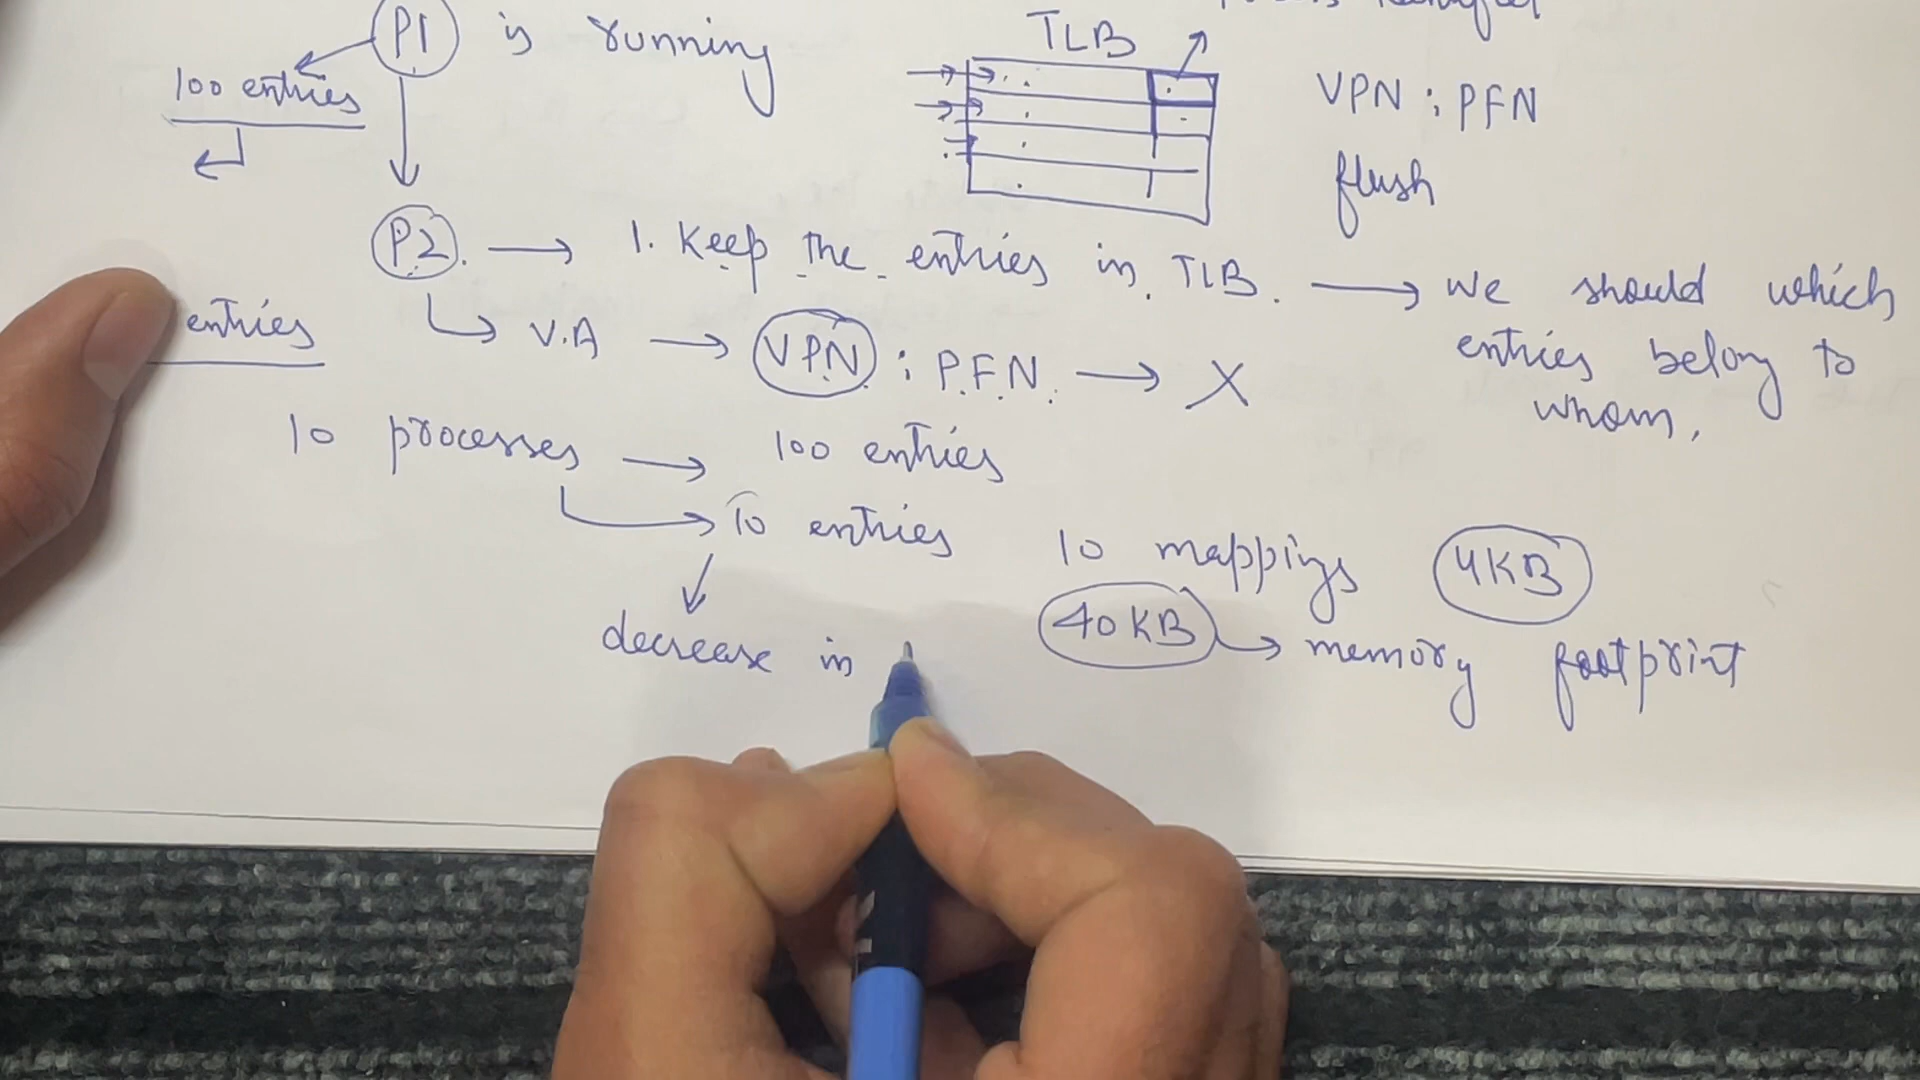 P1 is running
100 entries
TLB
VPN : PFN
flush
P2. → 1. Keep the entries in TLB. → we should which
entries belong to
whom,
↳ V.A → VPN : P.F.N. → X
entries
10 processes → 100 entries
↳ 10 entries
10 mappings 4KB
40KB → memory footprint
decrease in